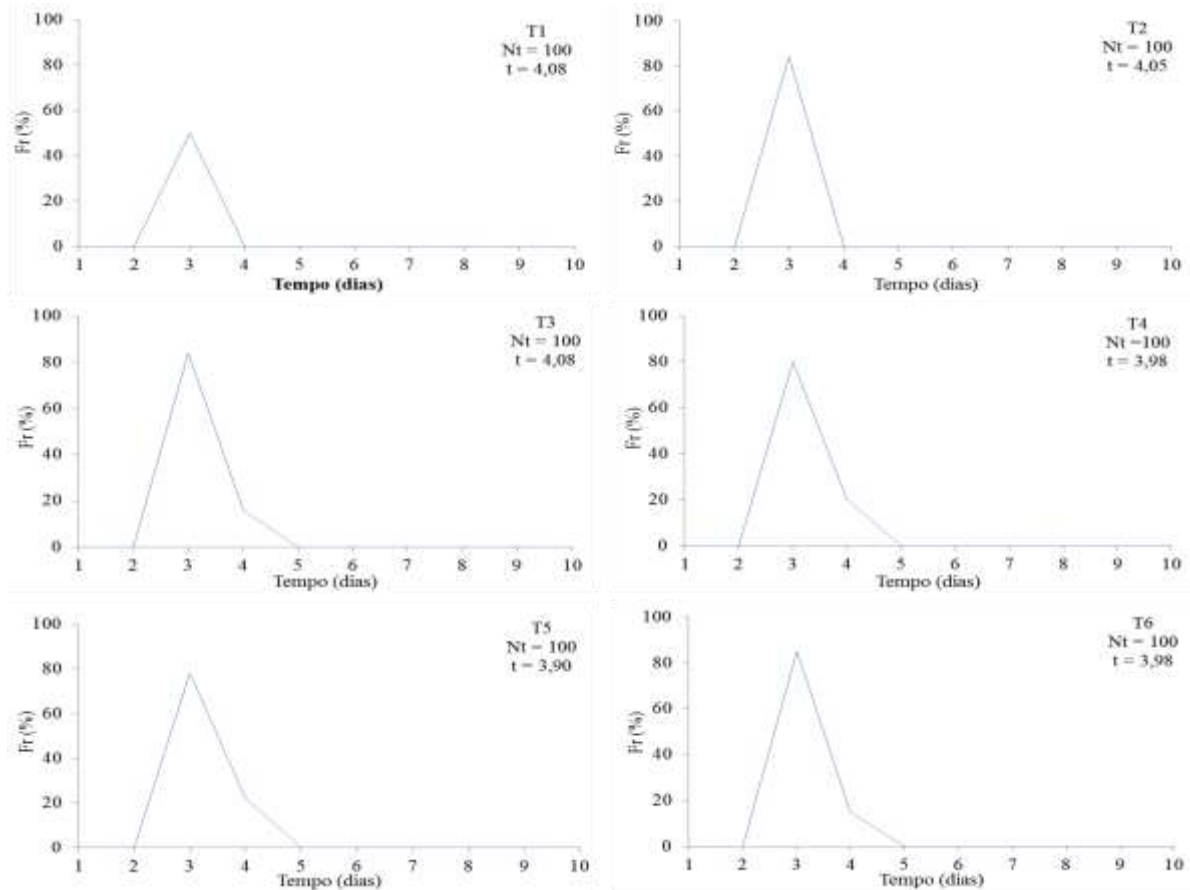 T1
Nt = 100
t = 4,08
Fr (%)
100
80
60
40
20
0
1 2 3 4 5 6 7 8 9 10
Tempo (dias)
T2
Nt = 100
t = 4,05
Fr (%)
100
80
60
40
20
0
1 2 3 4 5 6 7 8 9 10
Tempo (dias)
T3
Nt = 100
t = 4,08
Fr (%)
100
80
60
40
20
0
1 2 3 4 5 6 7 8 9 10
Tempo (dias)
T4
Nt =100
t = 3,98
Fr (%)
100
80
60
40
20
0
1 2 3 4 5 6 7 8 9 10
Tempo (dias)
T5
Nt = 100
t = 3,90
Fr (%)
100
80
60
40
20
0
1 2 3 4 5 6 7 8 9 10
Tempo (dias)
T6
Nt = 100
t = 3,98
Fr (%)
100
80
60
40
20
0
1 2 3 4 5 6 7 8 9 10
Tempo (dias)